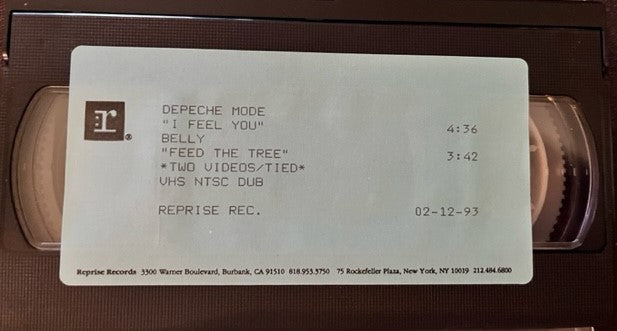 r®
DEPECHE MODE
"I FEEL YOU" 4:36
BELLY
"FEED THE TREE" 3:42
*TWO VIDEOS/TIED*
VHS NTSC DUB
REPRISE REC. 02-12-93
Reprise Records 3300 Warner Boulevard, Burbank, CA 91510 818.953.3750 75 Rockefeller Plaza, New York, NY 10019 212.484.6800